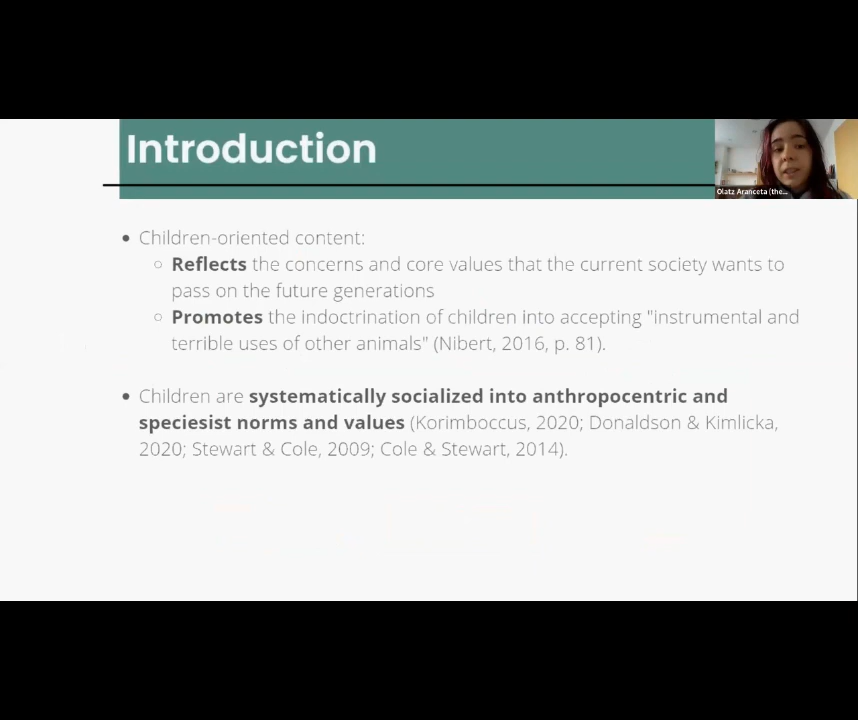 Introduction
Olatz Aranceta (the...
• Children-oriented content:
○ Reflects the concerns and core values that the current society wants to
pass on the future generations
○ Promotes the indoctrination of children into accepting "instrumental and
terrible uses of other animals" (Nibert, 2016, p. 81).
• Children are systematically socialized into anthropocentric and
speciesist norms and values (Korimboccus, 2020; Donaldson & Kimlicka,
2020; Stewart & Cole, 2009; Cole & Stewart, 2014).